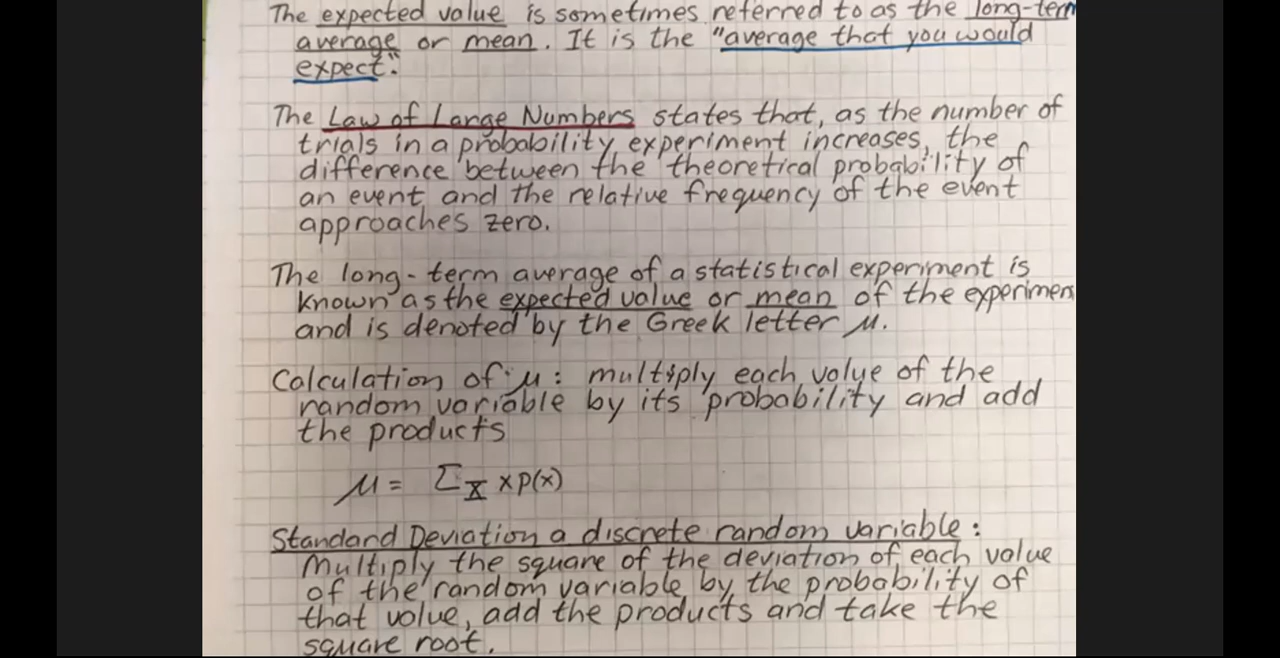 The expected value is sometimes referred to as the long-term
average or mean. It is the "average that you would
expect."
The Law of Large Numbers states that, as the number of
trials in a probability experiment increases, the
difference between the theoretical probability of
an event and the relative frequency of the event
approaches zero.
The long-term average of a statistical experiment is
known as the expected value or mean of the experimen
and is denoted by the Greek letter μ.
Calculation of μ: multiply each value of the
random variable by its probability and add
the products
μ = Σ_X x P(x)
Standard Deviation a discrete random variable:
Multiply the square of the deviation of each value
of the random variable by the probability of
that value, add the products and take the
square root.